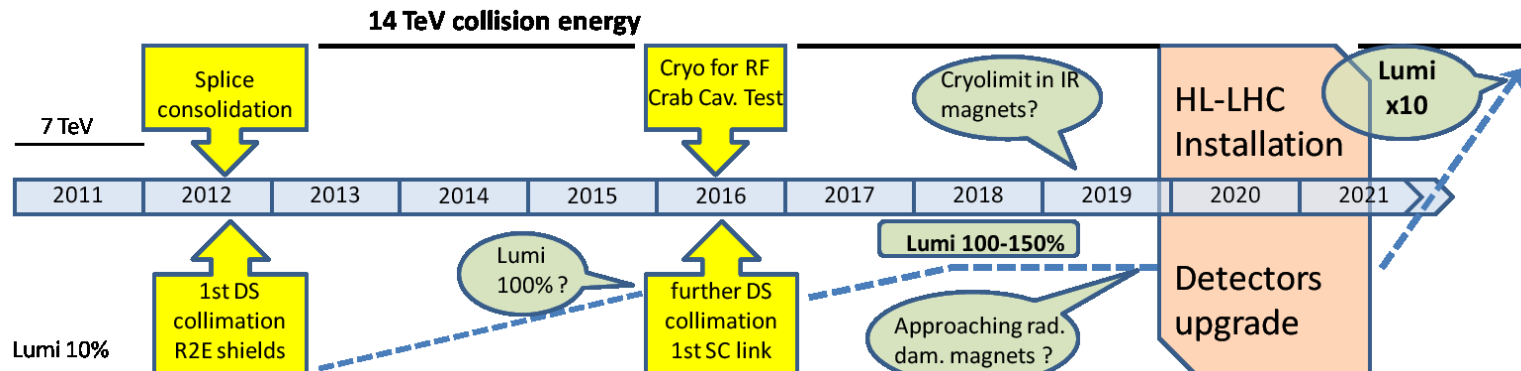 14 TeV collision energy
Splice
consolidation
Cryo for RF
Crab Cav. Test
Cryolimit in IR
magnets?
HL-LHC
Installation
Lumi
x10
7 TeV
2011
2012
2013
2014
2015
2016
2017
2018
2019
2020
2021
Lumi 10%
1st DS
collimation
R2E shields
Lumi
100% ?
further DS
collimation
1st SC link
Lumi 100-150%
Approaching rad.
dam. magnets ?
Detectors
upgrade